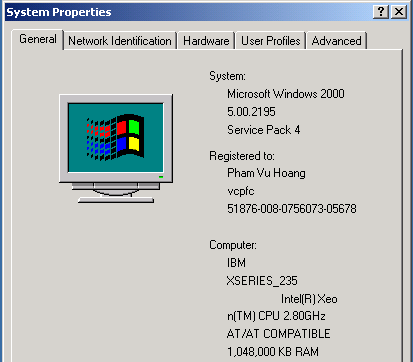 System Properties
General
Network Identification
Hardware
User Profiles
Advanced
System:
Microsoft Windows 2000
5.00.2195
Service Pack 4
Registered to:
Pham Vu Hoang
vcpfc
51876-008-0756073-05678
Computer:
IBM
XSERIES_235
Intel(R) Xeo
n(TM) CPU 2.80GHz
AT/AT COMPATIBLE
1,048,000 KB RAM